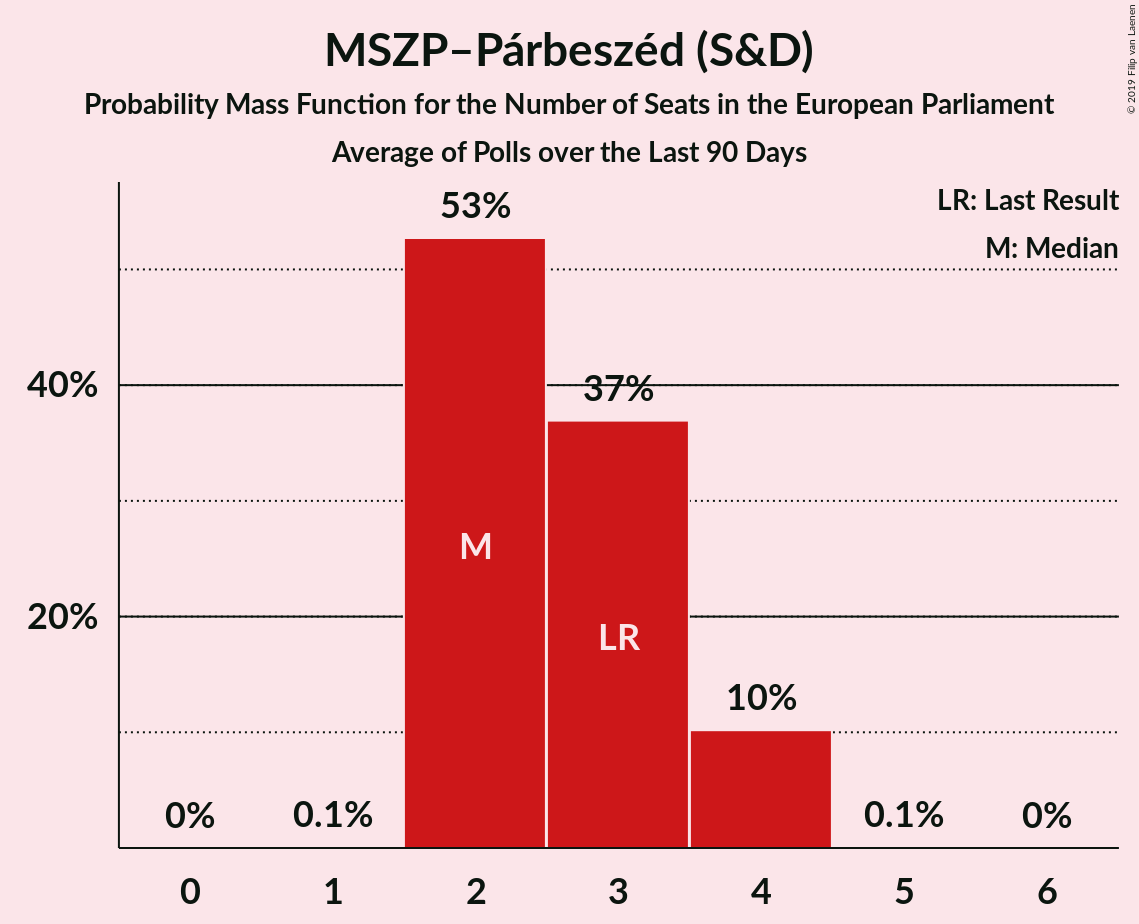 MSZP–Párbeszéd (S&D)
Probability Mass Function for the Number of Seats in the European Parliament
Average of Polls over the Last 90 Days
© 2019 Filip van Laenen
LR: Last Result
M: Median
53%
40%
37%
M
20%
LR
10%
0%
0.1%
0.1%
0%
0 1 2 3 4 5 6